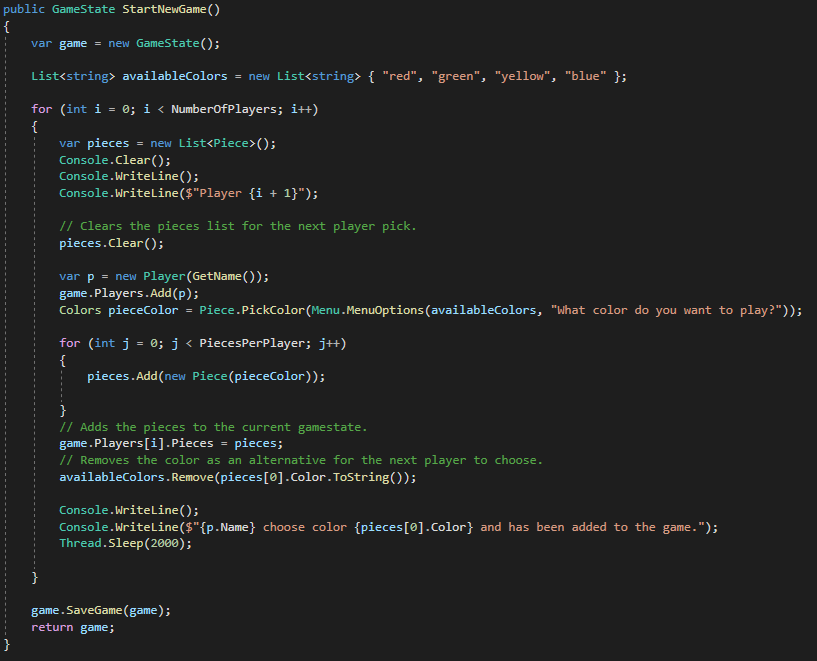 public GameState StartNewGame()
{
var game = new GameState();
List<string> availableColors = new List<string> { "red", "green", "yellow", "blue" };
for (int i = 0; i < NumberOfPlayers; i++)
{
var pieces = new List<Piece>();
Console.Clear();
Console.WriteLine();
Console.WriteLine($"Player {i + 1}");
// Clears the pieces list for the next player pick.
pieces.Clear();
var p = new Player(GetName());
game.Players.Add(p);
Colors pieceColor = Piece.PickColor(Menu.MenuOptions(availableColors, "What color do you want to play?"));
for (int j = 0; j < PiecesPerPlayer; j++)
{
pieces.Add(new Piece(pieceColor));
}
// Adds the pieces to the current gamestate.
game.Players[i].Pieces = pieces;
// Removes the color as an alternative for the next player to choose.
availableColors.Remove(pieces[0].Color.ToString());
Console.WriteLine();
Console.WriteLine($"{p.Name} choose color {pieces[0].Color} and has been added to the game.");
Thread.Sleep(2000);
}
game.SaveGame(game);
return game;
}